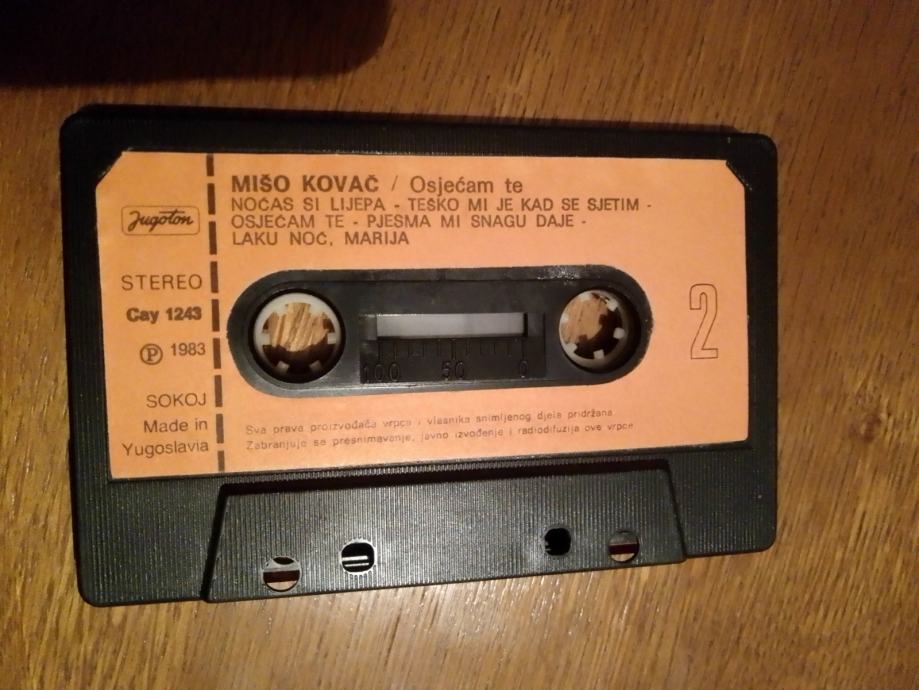 MIŠO KOVAČ / Osjećam te
NOĆAS SI LIJEPA - TEŠKO MI JE KAD SE SJETIM -
OSJEĆAM TE - PJESMA MI SNAGU DAJE -
LAKU NOĆ, MARIJA
Jugoton
STEREO
Cay 1243
Ⓟ 1983
SOKOJ
Made in
Yugoslavia
2
100 50 0
Sva prava proizvođača vrpce i vlasnika snimljenog djela pridržana
Zabranjuje se presnimavanje, javno izvođenje i radiodifuzija ove vrpce